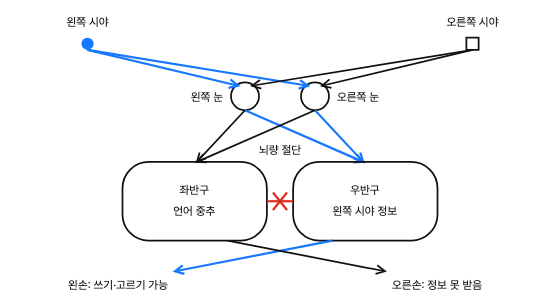 왼쪽 시야
오른쪽 시야
왼쪽 눈
오른쪽 눈
뇌량 절단
좌반구
언어 중추
우반구
왼쪽 시야 정보
왼손: 쓰기·고르기 가능
오른손: 정보 못 받음